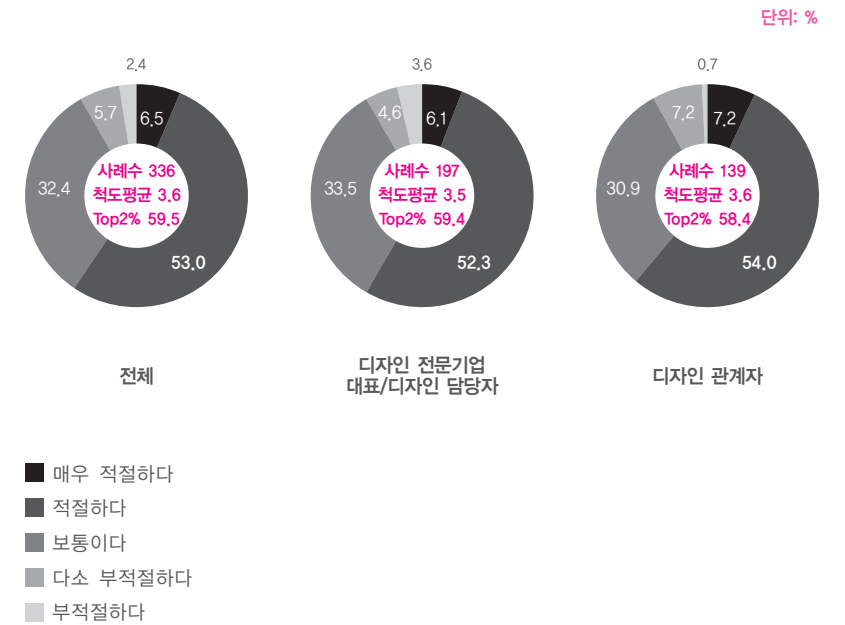 단위: %
2.4
6.5
5.7
32.4
53.0
사례수 336
척도평균 3.6
Top2% 59.5
전체
3.6
6.1
4.6
33.5
52.3
사례수 197
척도평균 3.5
Top2% 59.4
디자인 전문기업
대표/디자인 담당자
0.7
7.2
7.2
30.9
54.0
사례수 139
척도평균 3.6
Top2% 58.4
디자인 관계자
매우 적절하다
적절하다
보통이다
다소 부적절하다
부적절하다